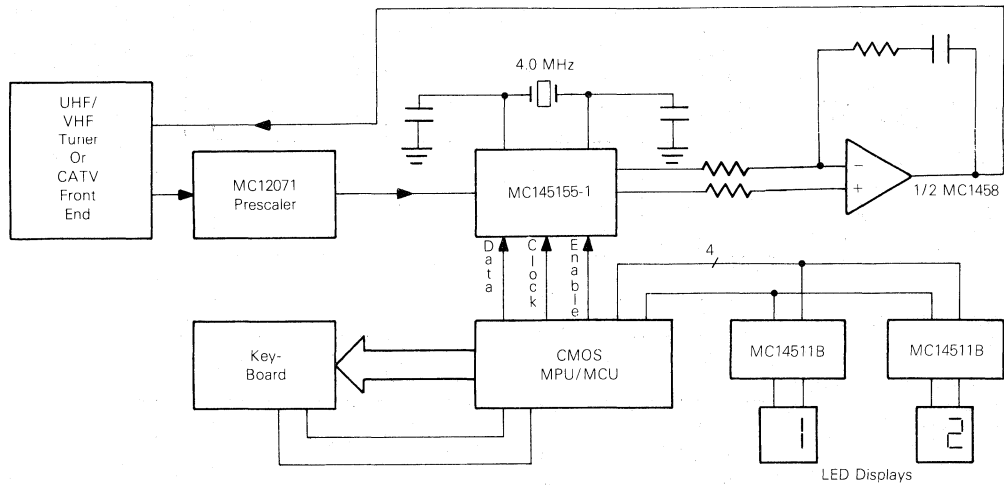 4.0 MHz
UHF/
VHF
Tuner
Or
CATV
Front
End
MC12071
Prescaler
MC145155-1
−
+
1/2 MC1458
Data
Clock
Enable
4
Key-
Board
CMOS
MPU/MCU
MC14511B
MC14511B
1
2
LED Displays